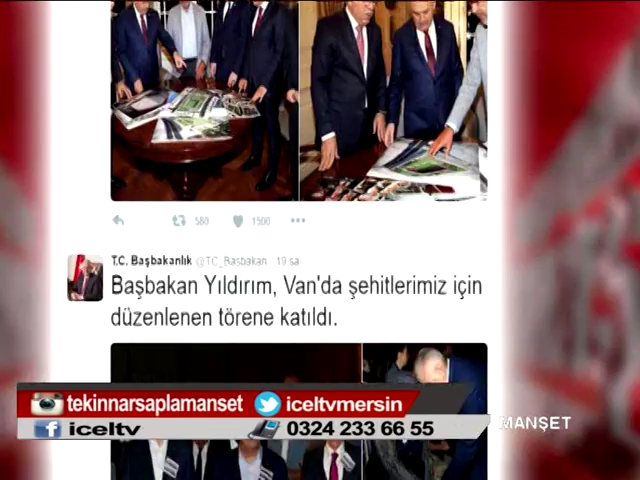 580 1500
T.C. Başbakanlık @TC_Basbakan 19 sa
Başbakan Yıldırım, Van'da şehitlerimiz için
düzenlenen törene katıldı.
tekinnarsaplamanset iceltvmersin
iceltv 0324 233 66 55
MANŞET